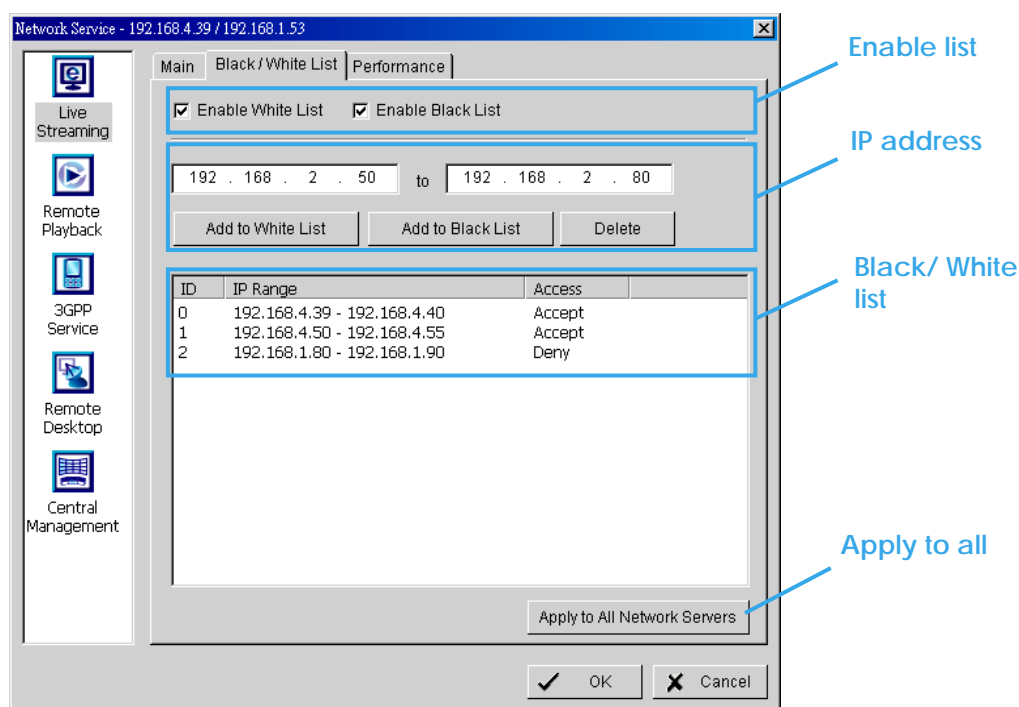 Network Service - 192.168.4.39 / 192.168.1.53
Live
Streaming
Remote
Playback
3GPP
Service
Remote
Desktop
Central
Management
Main Black / White List Performance
Enable White List Enable Black List
192 . 168 . 2 . 50 to 192 . 168 . 2 . 80
Add to White List Add to Black List Delete
ID IP Range Access
0 192.168.4.39 - 192.168.4.40 Accept
1 192.168.4.50 - 192.168.4.55 Accept
2 192.168.1.80 - 192.168.1.90 Deny
Apply to All Network Servers
OK Cancel
Enable list
IP address
Black/ White
list
Apply to all